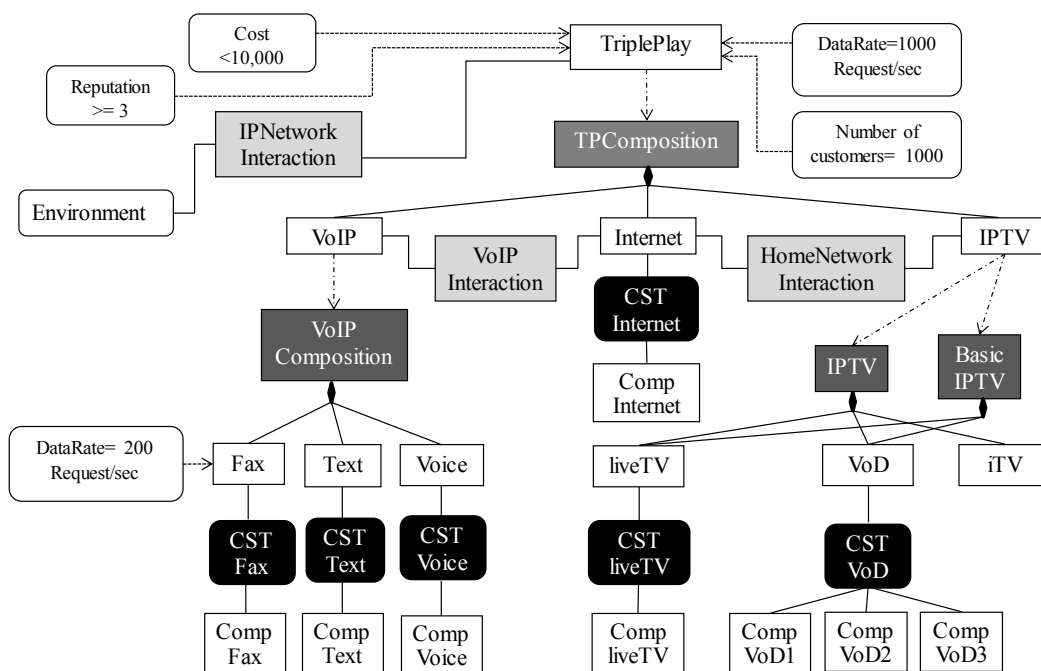 Cost
<10,000
TriplePlay
DataRate=1000
Request/sec
Reputation
>= 3
IPNetwork
Interaction
TPComposition
Number of
customers= 1000
Environment
VoIP
VoIP
Interaction
Internet
HomeNetwork
Interaction
IPTV
CST
Internet
VoIP
Composition
IPTV
Basic
IPTV
Comp
Internet
DataRate= 200
Request/sec
Fax
Text
Voice
liveTV
VoD
iTV
CST
Fax
CST
Text
CST
Voice
CST
liveTV
CST
VoD
Comp
Fax
Comp
Text
Comp
Voice
Comp
liveTV
Comp
VoD1
Comp
VoD2
Comp
VoD3